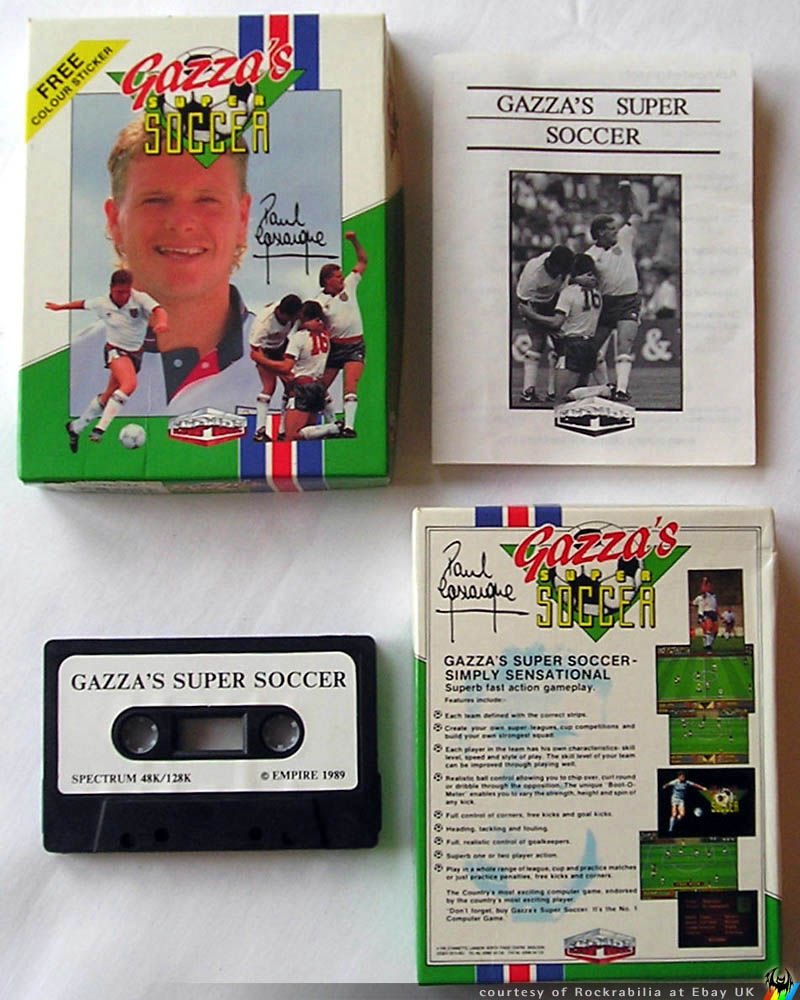 FREE
COLOUR STICKER
Gazza's
SUPER
SOCCER
Paul
Gascoigne
16
EMPIRE
GAZZA'S SUPER
SOCCER
16
&
EMPIRE
GAZZA'S SUPER SOCCER
SPECTRUM 48K/128K
© EMPIRE 1989
Paul
Gascoigne
Gazza's
SUPER
SOCCER
GAZZA'S SUPER SOCCER-
SIMPLY SENSATIONAL
Superb fast action gameplay.
Features include:-
Each team defined with the correct strips.
Create your own super-leagues, cup competitions and
build your own strongest squad.
Each player in the team has his own characteristics- skill
level, speed and style of play. The skill level of your team
can be improved through playing well.
Realistic ball control allowing you to chip over, curl round
or dribble through the opposition. The unique 'Boot-O-
Meter' enables you to vary the strength, height and spin of
any kick.
Full control of corners, free kicks and goal kicks.
Heading, tackling and fouling.
Full, realistic control of goalkeepers.
Superb one or two player action.
Play in a whole range of league, cup and practice matches
or just practice penalties, free kicks and corners.
The Country's most exciting computer game, endorsed
by the country's most exciting player.
"Don't forget, buy Gazza's Super Soccer. It's the No. 1
Computer Game.
EMPIRE
courtesy of Rockrabilia at Ebay UK